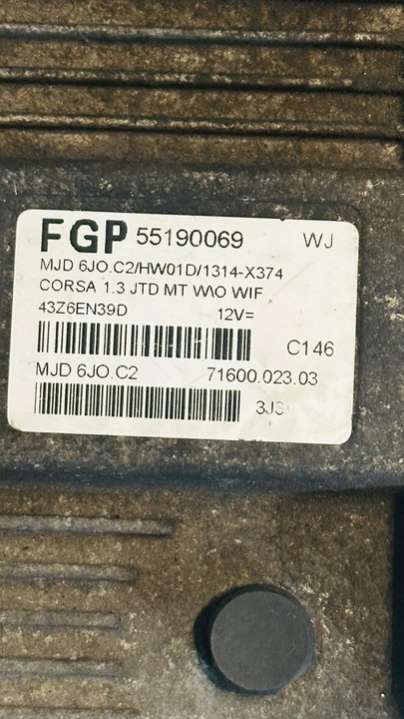 FGP 55190069 WJ
MJD 6JO.C2/HW01D/1314-X374
CORSA 1.3 JTD MT W\O WIF
43Z6EN39D 12V=
C146
MJD 6JO.C2 71600.023.03